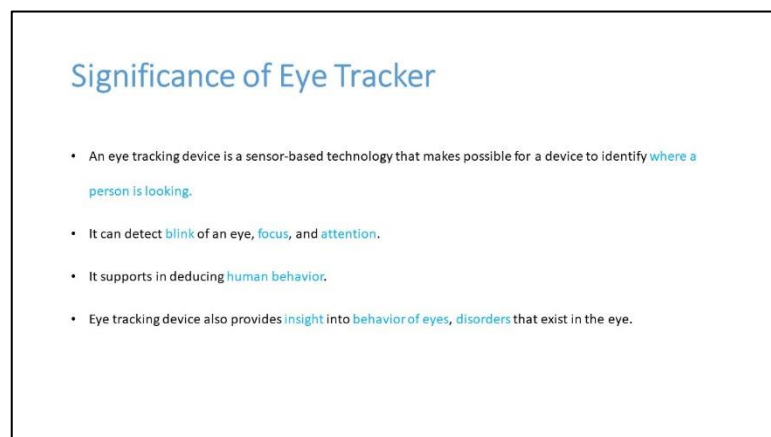 Significance of Eye Tracker
• An eye tracking device is a sensor-based technology that makes possible for a device to identify where a
person is looking.
• It can detect blink of an eye, focus, and attention.
• It supports in deducing human behavior.
• Eye tracking device also provides insight into behavior of eyes, disorders that exist in the eye.